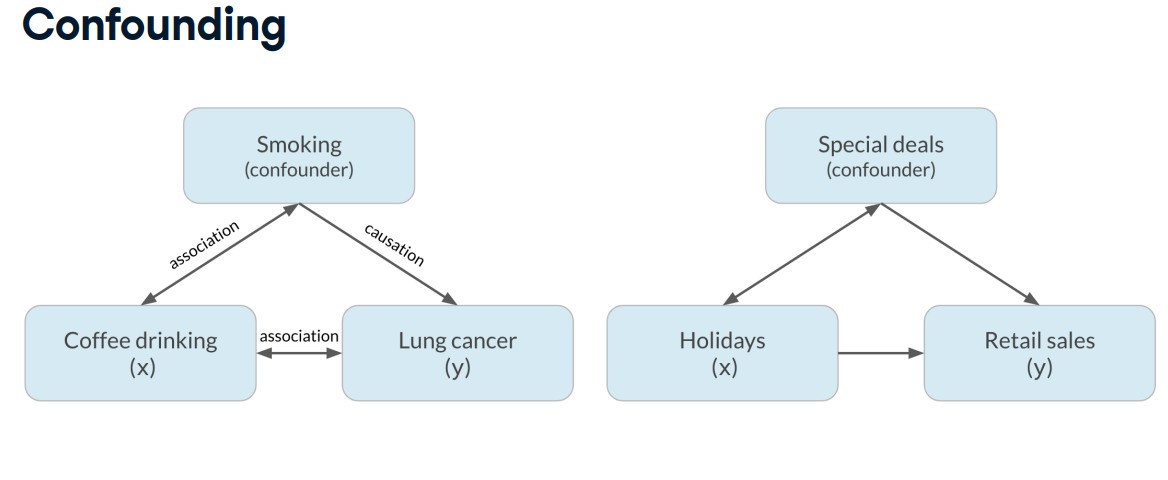 Confounding
Smoking
(confounder)
association
causation
Coffee drinking
(x)
association
Lung cancer
(y)
Special deals
(confounder)
Holidays
(x)
Retail sales
(y)